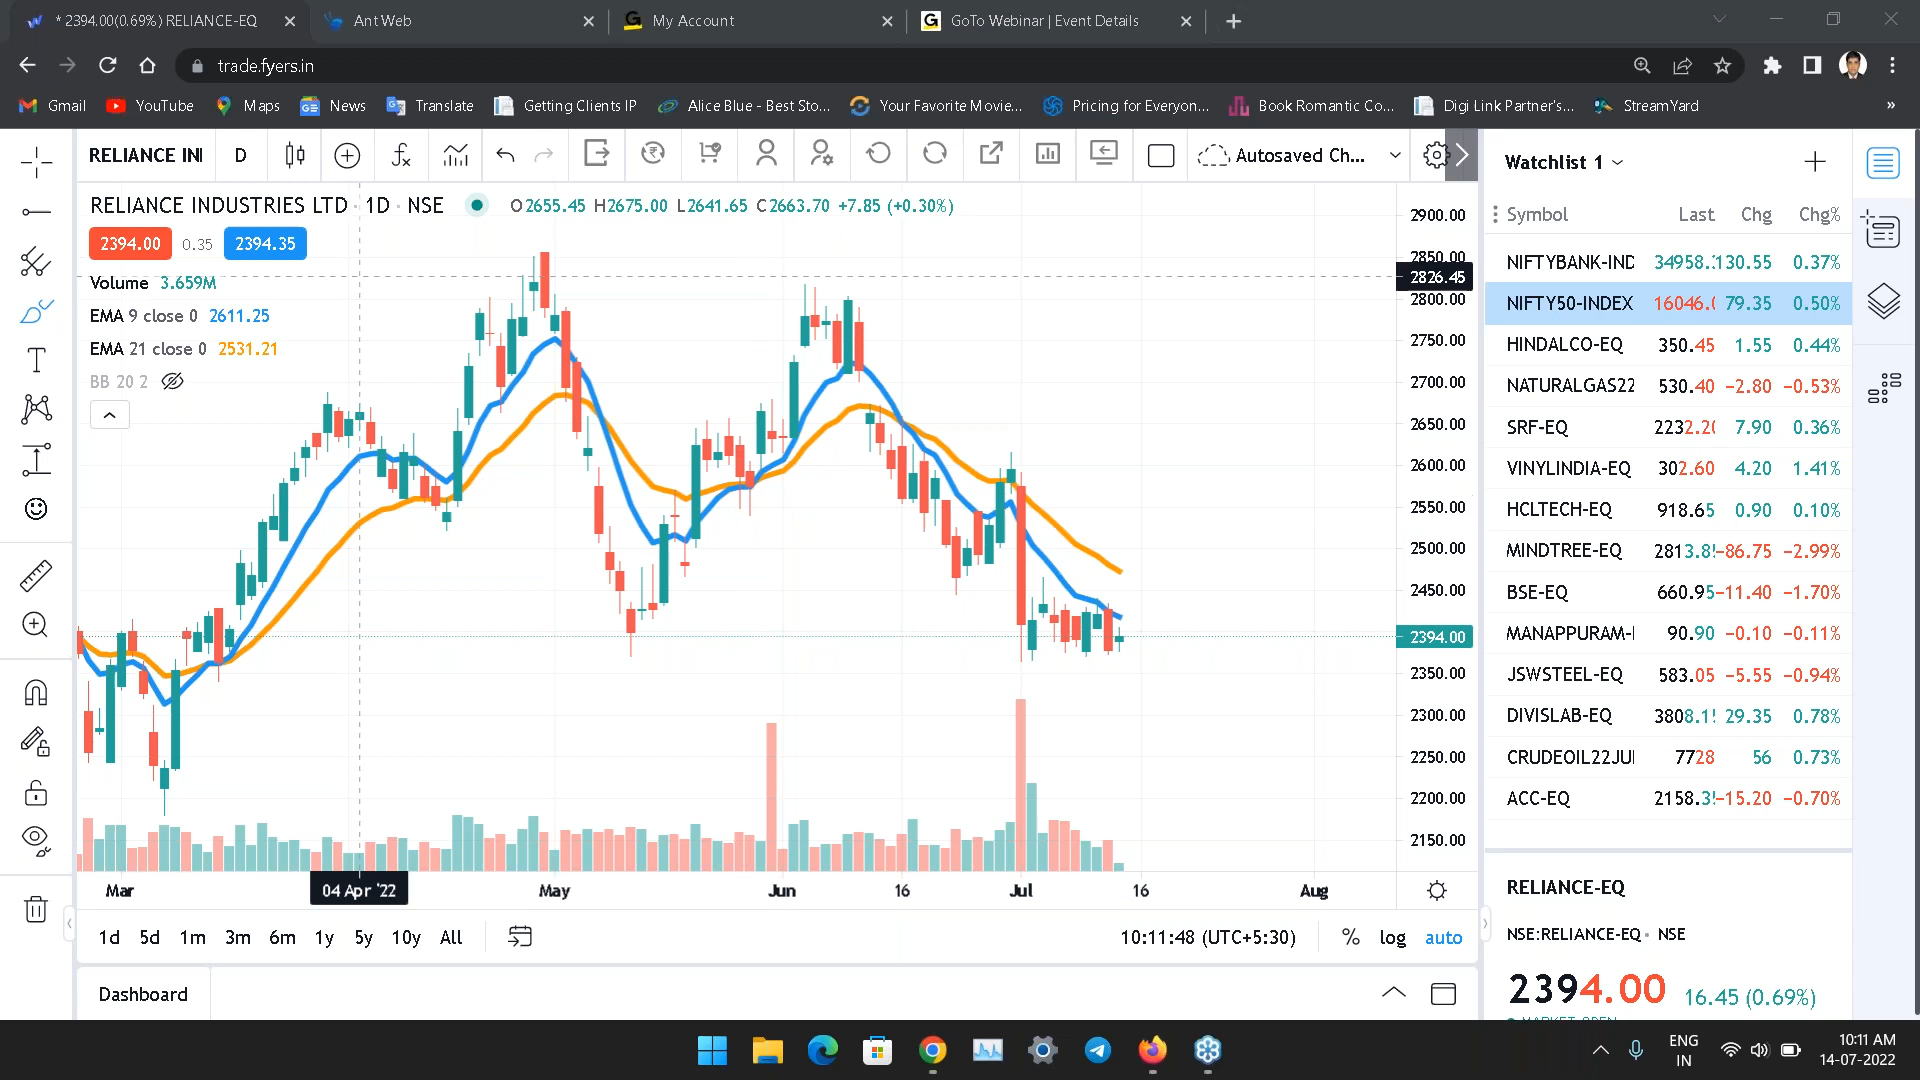 * 2394.00(0.69%) RELIANCE-EQ
Ant Web
My Account
GoTo Webinar | Event Details
trade.fyers.in
Gmail
YouTube
Maps
News
Translate
Getting Clients IP
Alice Blue - Best Sto...
Your Favorite Movie...
Pricing for Everyon...
Book Romantic Co...
Digi Link Partner's...
StreamYard
»
RELIANCE INI
D
Autosaved Ch...
RELIANCE INDUSTRIES LTD · 1D · NSE
O2655.45 H2675.00 L2641.65 C2663.70 +7.85 (+0.30%)
2394.00 0.35 2394.35
Volume 3.659M
EMA 9 close 0 2611.25
EMA 21 close 0 2531.21
BB 20 2
2900.00
2850.00
2826.45
2800.00
2750.00
2700.00
2650.00
2600.00
2550.00
2500.00
2450.00
2394.00
2350.00
2300.00
2250.00
2200.00
2150.00
Mar
04 Apr '22
May
Jun
16
Jul
16
Aug
1d 5d 1m 3m 6m 1y 5y 10y All
10:11:48 (UTC+5:30)
% log auto
Dashboard
Watchlist 1
Symbol Last Chg Chg%
NIFTYBANK-IND 34958. 130.55 0.37%
NIFTY50-INDEX 16046. 79.35 0.50%
HINDALCO-EQ 350.45 1.55 0.44%
NATURALGAS22 530.40 -2.80 -0.53%
SRF-EQ 2232.20 7.90 0.36%
VINYLINDIA-EQ 302.60 4.20 1.41%
HCLTECH-EQ 918.65 0.90 0.10%
MINDTREE-EQ 2813.8 -86.75 -2.99%
BSE-EQ 660.95 -11.40 -1.70%
MANAPPURAM- 90.90 -0.10 -0.11%
JSWSTEEL-EQ 583.05 -5.55 -0.94%
DIVISLAB-EQ 3808.1 29.35 0.78%
CRUDEOIL22JUI 7728 56 0.73%
ACC-EQ 2158.3 -15.20 -0.70%
RELIANCE-EQ
NSE:RELIANCE-EQ · NSE
2394.00 16.45 (0.69%)
ENG
IN
10:11 AM
14-07-2022